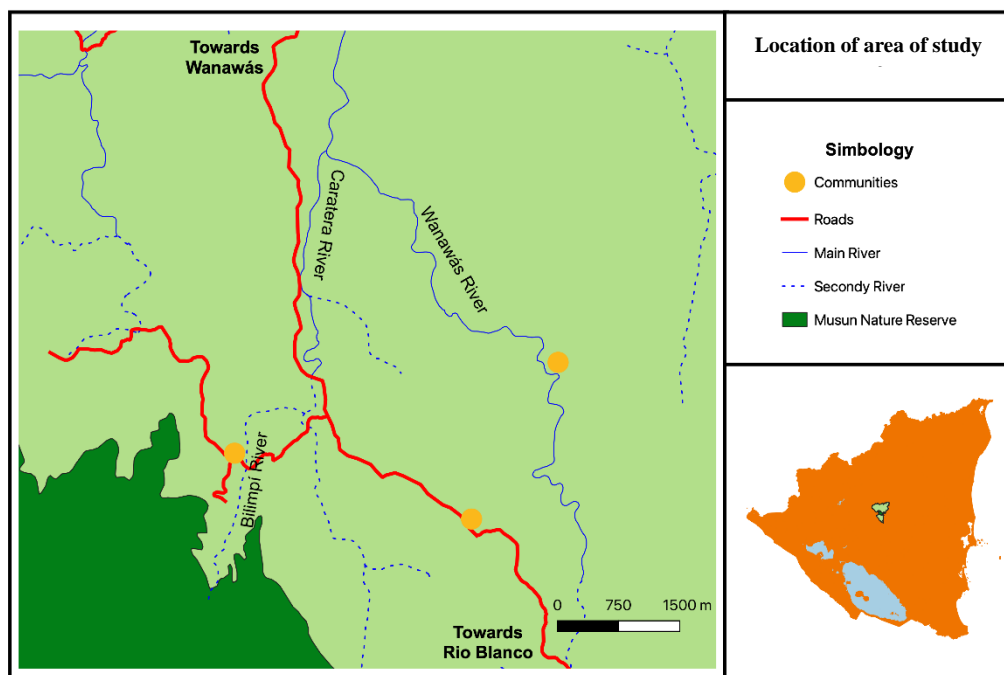 Towards
Wanawás
Caratera River
Wanawás River
Bilimpí River
0 750 1500 m
Towards
Rio Blanco
Location of area of study
Simbology
Communities
Roads
Main River
Secondy River
Musun Nature Reserve